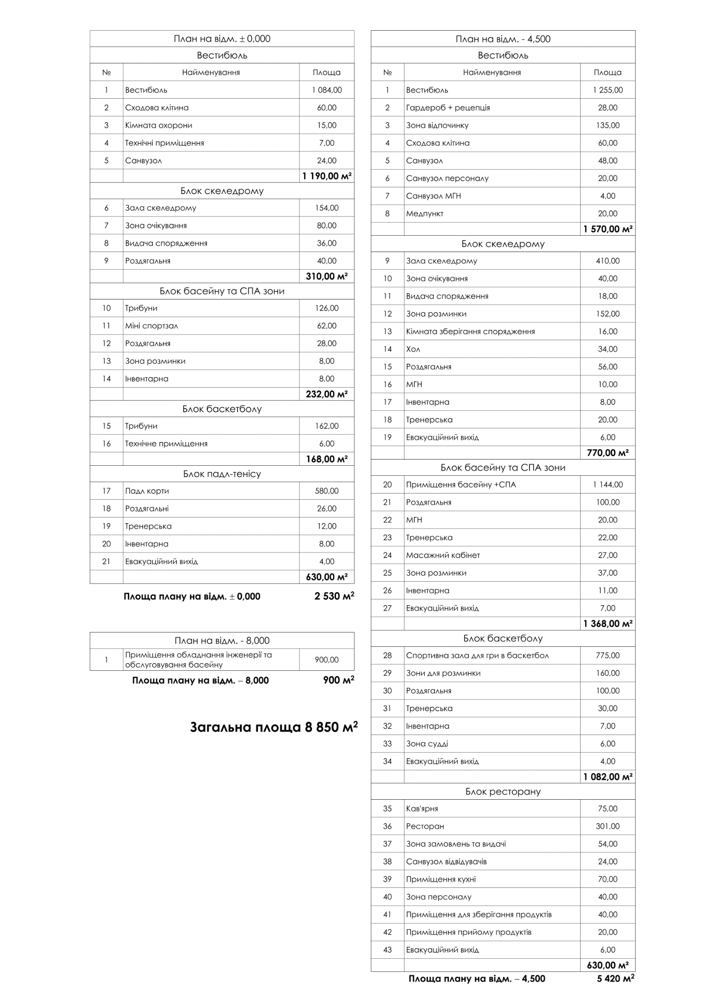 План на відм. ± 0,000
Вестибюль
№ Найменування Площа
1 Вестибюль 1 084,00
2 Сходова клітина 60,00
3 Кімната охорони 15,00
4 Технічні приміщення 7,00
5 Санвузол 24,00
1 190,00 м²
Блок скеледрому
6 Зала скеледрому 154,00
7 Зона очікування 80,00
8 Видача спорядження 36,00
9 Роздягальня 40,00
310,00 м²
Блок басейну та СПА зони
10 Трибуни 126,00
11 Міні спортзал 62,00
12 Роздягальня 28,00
13 Зона розминки 8,00
14 Інвентарна 8,00
232,00 м²
Блок баскетболу
15 Трибуни 162,00
16 Технічне приміщення 6,00
168,00 м²
Блок падл-тенісу
17 Падл корти 580,00
18 Роздягальні 26,00
19 Тренерська 12,00
20 Інвентарна 8,00
21 Евакуаційний вихід 4,00
630,00 м²
Площа плану на відм. ± 0,000 2 530 м²
План на відм. - 8,000
1 Приміщення обладнання інженерії та
обслуговування басейну 900,00
Площа плану на відм. – 8,000 900 м²
Загальна площа 8 850 м²
План на відм. - 4,500
Вестибюль
№ Найменування Площа
1 Вестибюль 1 255,00
2 Гардероб + рецепція 28,00
3 Зона відпочинку 135,00
4 Сходова клітина 60,00
5 Санвузол 48,00
6 Санвузол персоналу 20,00
7 Санвузол МГН 4,00
8 Медпункт 20,00
1 570,00 м²
Блок скеледрому
9 Зала скеледрому 410,00
10 Зона очікування 40,00
11 Видача спорядження 18,00
12 Зона розминки 152,00
13 Кімната зберігання спорядження 16,00
14 Хол 34,00
15 Роздягальня 56,00
16 МГН 10,00
17 Інвентарна 8,00
18 Тренерська 20,00
19 Евакуаційний вихід 6,00
770,00 м²
Блок басейну та СПА зони
20 Приміщення басейну +СПА 1 144,00
21 Роздягальня 100,00
22 МГН 20,00
23 Тренерська 22,00
24 Масажний кабінет 27,00
25 Зона розминки 37,00
26 Інвентарна 11,00
27 Евакуаційний вихід 7,00
1 368,00 м²
Блок баскетболу
28 Спортивна зала для гри в баскетбол 775,00
29 Зони для розминки 160,00
30 Роздягальня 100,00
31 Тренерська 30,00
32 Інвентарна 7,00
33 Зона судді 6,00
34 Евакуаційний вихід 4,00
1 082,00 м²
Блок ресторану
35 Кав'ярня 75,00
36 Ресторан 301,00
37 Зона замовлень та видачі 54,00
38 Санвузол відвідувачів 24,00
39 Приміщення кухні 70,00
40 Зона персоналу 40,00
41 Приміщення для зберігання продуктів 40,00
42 Приміщення прийому продуктів 20,00
43 Евакуаційний вихід 6,00
630,00 м²
Площа плану на відм. – 4,500 5 420 м²